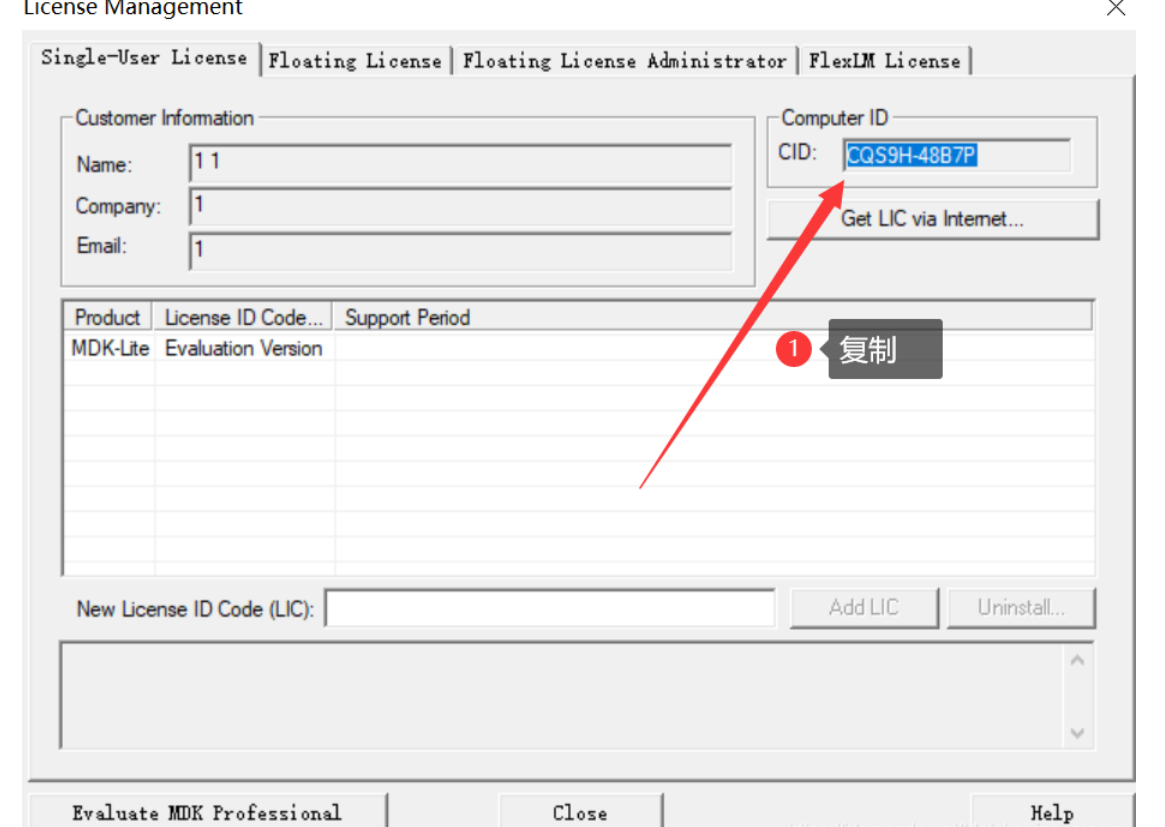 License Management
Single-User License Floating License Floating License Administrator FlexLM License
Customer Information
Name: 1 1
Company: 1
Email: 1
Computer ID
CID: CQS9H-48B7P
Get LIC via Internet...
Product License ID Code... Support Period
MDK-Lite Evaluation Version
1 复制
New License ID Code (LIC): Add LIC Uninstall...
Evaluate MDK Professional Close Help